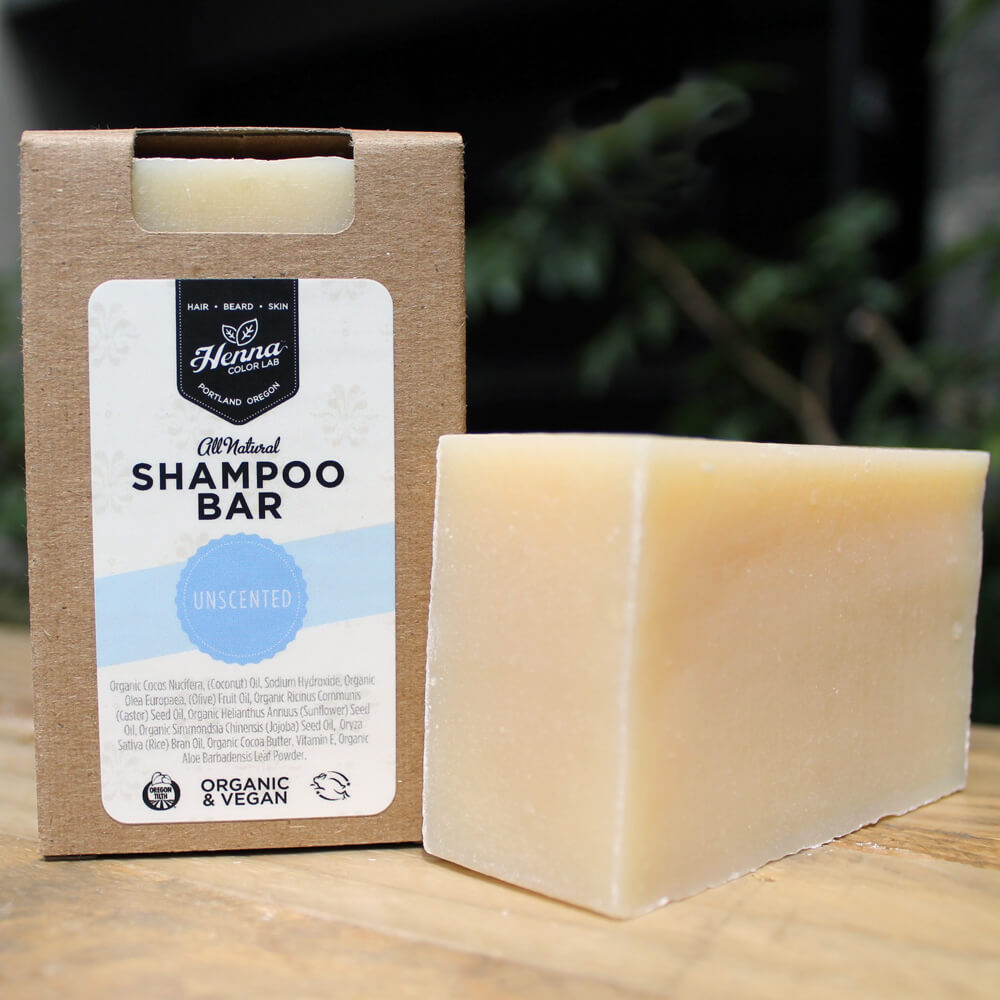 HAIR • BEARD • SKIN
Henna™
COLOR LAB
PORTLAND OREGON
All Natural
SHAMPOO
BAR
UNSCENTED
Organic Cocos Nucifera, (Coconut) Oil, Sodium Hydroxide, Organic
Olea Europaea, (Olive) Fruit Oil, Organic Ricinus Communis
(Castor) Seed Oil, Organic Helianthus Annuus (Sunflower) Seed
Oil, Organic Simmondsia Chinensis (Jojoba) Seed Oil, Oryza
Sativa (Rice) Bran Oil, Organic Cocoa Butter, Vitamin E, Organic
Aloe Barbadensis Leaf Powder.
OREGON
TILTH
ORGANIC
& VEGAN